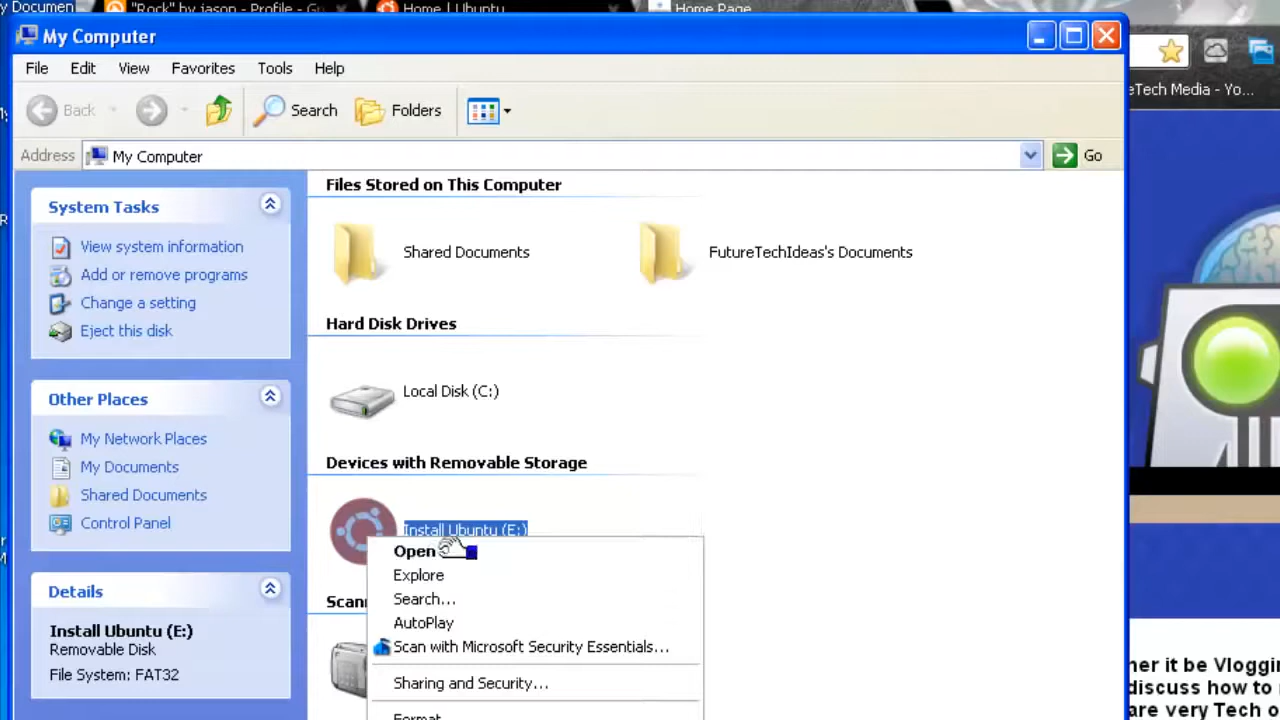 y Documen
"Rock" by jason - Profile - Gu
Home | Ubuntu
Home Page
My Computer
File Edit View Favorites Tools Help
Back
Search
Folders
Address
My Computer
Go
eTech Media - Yo...
System Tasks
View system information
Add or remove programs
Change a setting
Eject this disk
Other Places
My Network Places
My Documents
Shared Documents
Control Panel
Details
Install Ubuntu (E:)
Removable Disk
File System: FAT32
Files Stored on This Computer
Shared Documents
FutureTechIdeas's Documents
Hard Disk Drives
Local Disk (C:)
Devices with Removable Storage
Install Ubuntu (E:)
Scan
Open
Explore
Search...
AutoPlay
Scan with Microsoft Security Essentials...
Sharing and Security...
Format
her it be Vloggin
discuss how to
are very Tech o